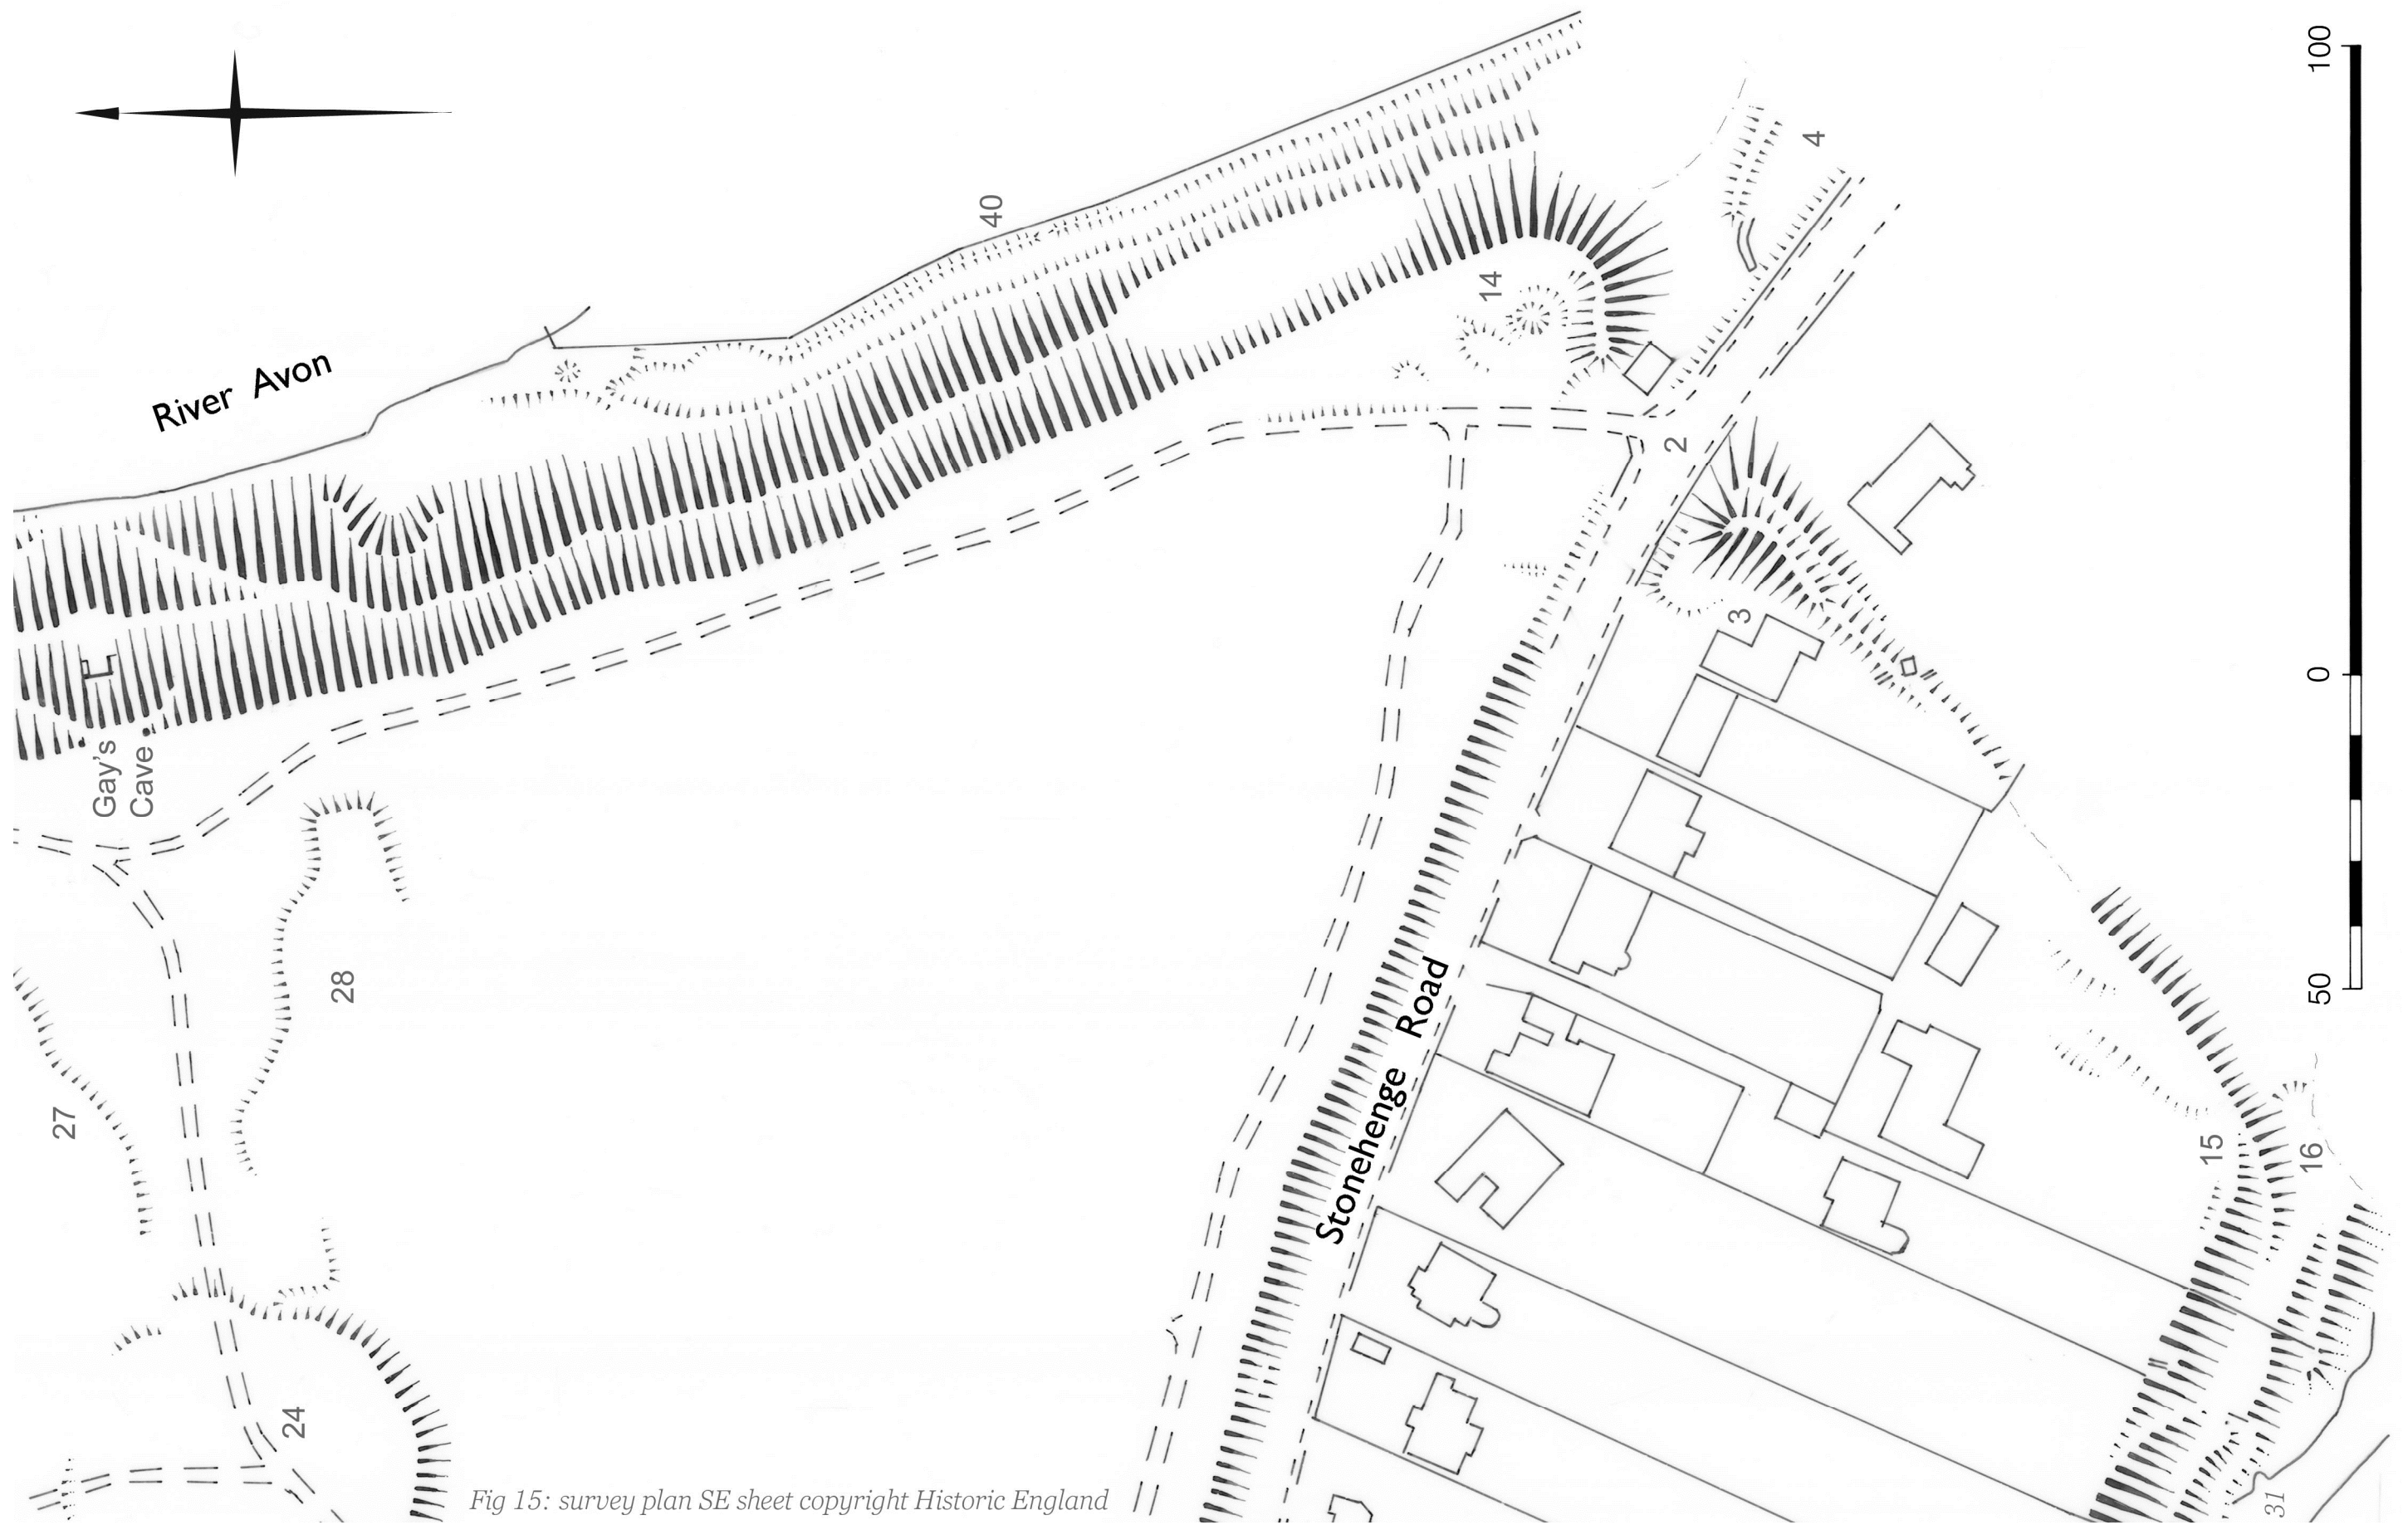 100
4
40
14
River Avon
2
3
0
Gay's
Cave
28
50
Stonehenge Road
27
15
16
24
Fig 15: survey plan SE sheet copyright Historic England
31